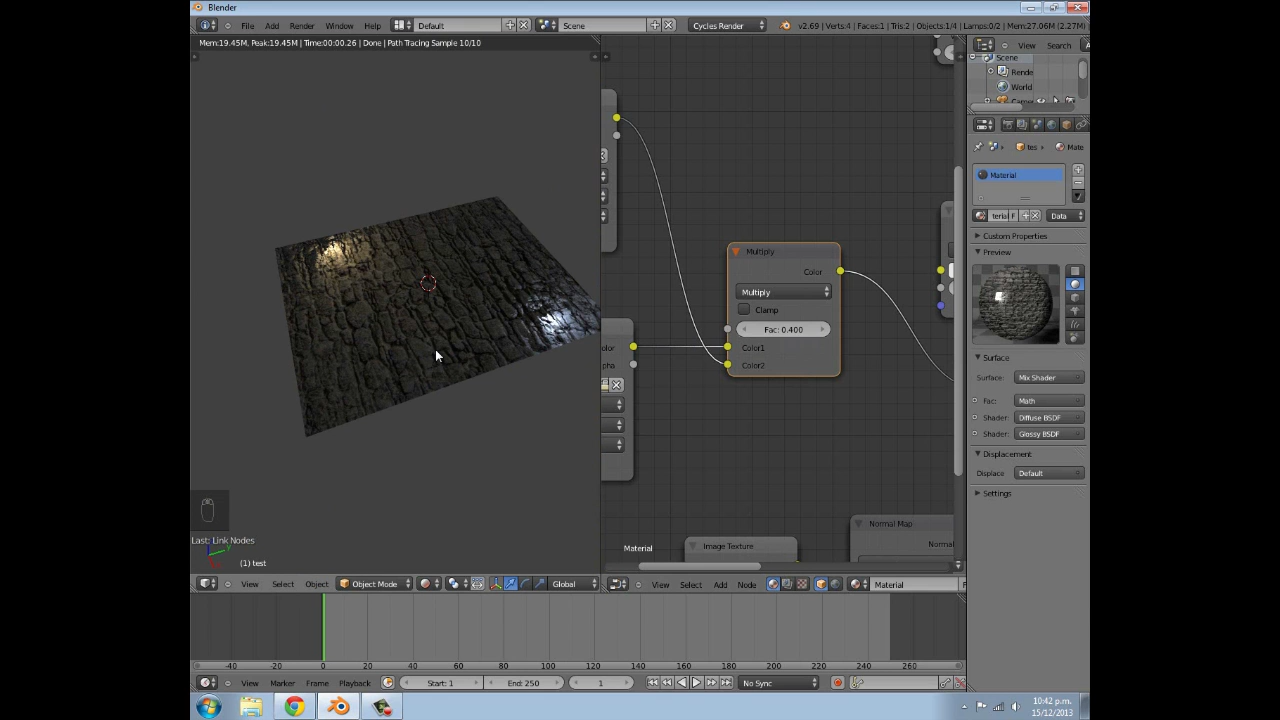 Blender
File Add Render Window Help Default Scene Cycles Render v2.69 | Verts:4 | Faces:1 | Tris:2 | Objects:1/4 | Lamps:0/2 | Mem:27.06M (2.27M)
Mem:19.45M, Peak:19.45M | Time:00:00.26 | Done | Path Tracing Sample 10/10
View Search
Scene
Rende
World
Camer
tes Mate
Material
terial F Data
Custom Properties
Preview
Multiply
Color
Multiply
Clamp
Fac: 0.400
Color1
Color2
olor
pha
Surface
Surface: Mix Shader
Fac: Math
Shader: Diffuse BSDF
Shader: Glossy BSDF
Displacement
Displace Default
Settings
Normal Map
Normal
Image Texture
Material
Last: Link Nodes
(1) test
View Select Object Object Mode Global
View Select Add Node Material F
-40 -20 0 20 40 60 80 100 120 140 160 180 200 220 240 260
View Marker Frame Playback Start: 1 End: 250 1 No Sync
10:42 p.m.
15/12/2013